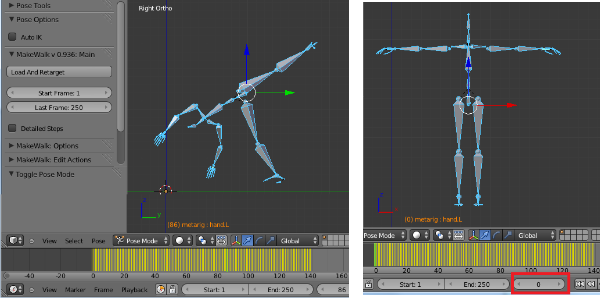 Pose Tools
Pose Options
Auto IK
MakeWalk v 0.936: Main
Load And Retarget
Start Frame: 1
Last Frame: 250
Detailed Steps
MakeWalk: Options
MakeWalk: Edit Actions
Toggle Pose Mode
Right Ortho
z
y
(86) metarig : hand.L
View Select Pose Pose Mode Global
-40 -20 0 20 40 60 80 100 120 140
View Marker Frame Playback Start: 1 End: 250 86
z
(0) metarig : hand.L
Pose Mode Global
0 20 40 60 80 100 120 140 160
Start: 1 End: 250 0